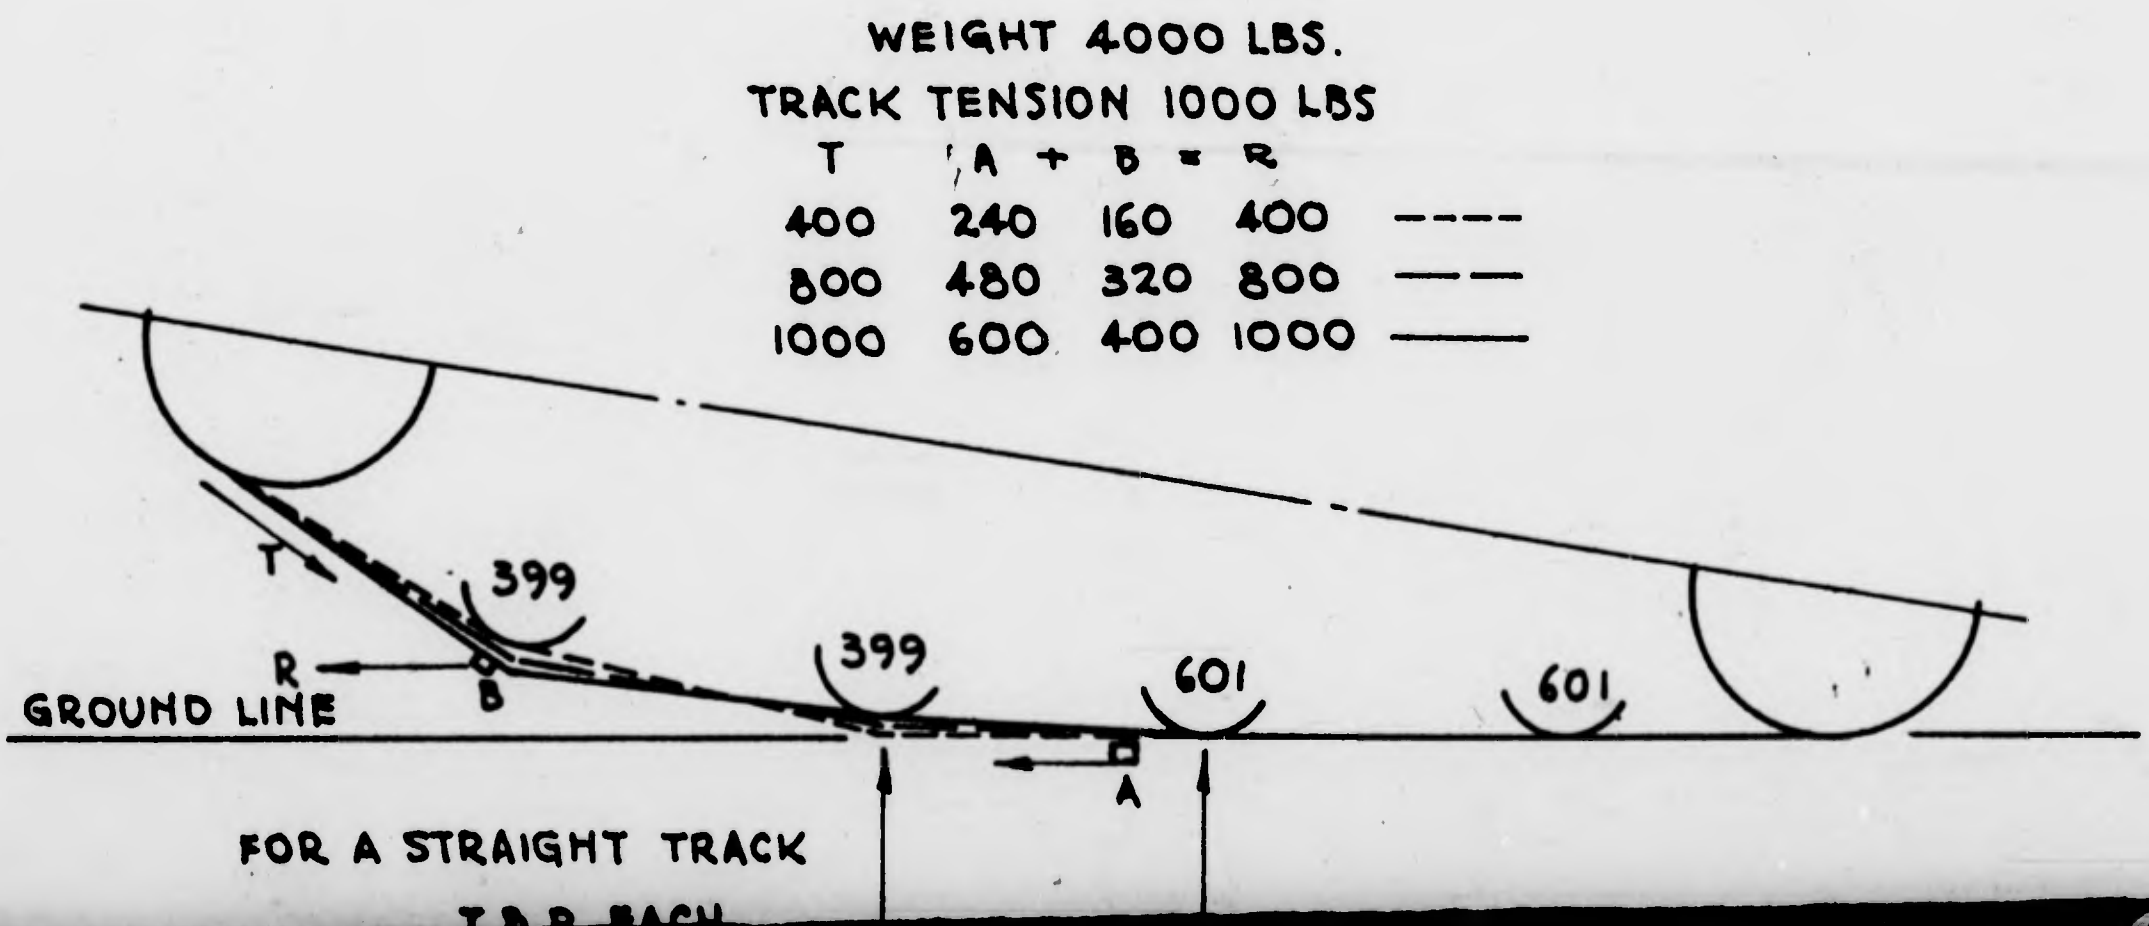 WEIGHT 4000 LBS.
TRACK TENSION 1000 LBS
T A + B = R
400 240 160 400
800 480 320 800
1000 600 400 1000
T
399
399
601
601
R
B
GROUND LINE
A
FOR A STRAIGHT TRACK
EACH